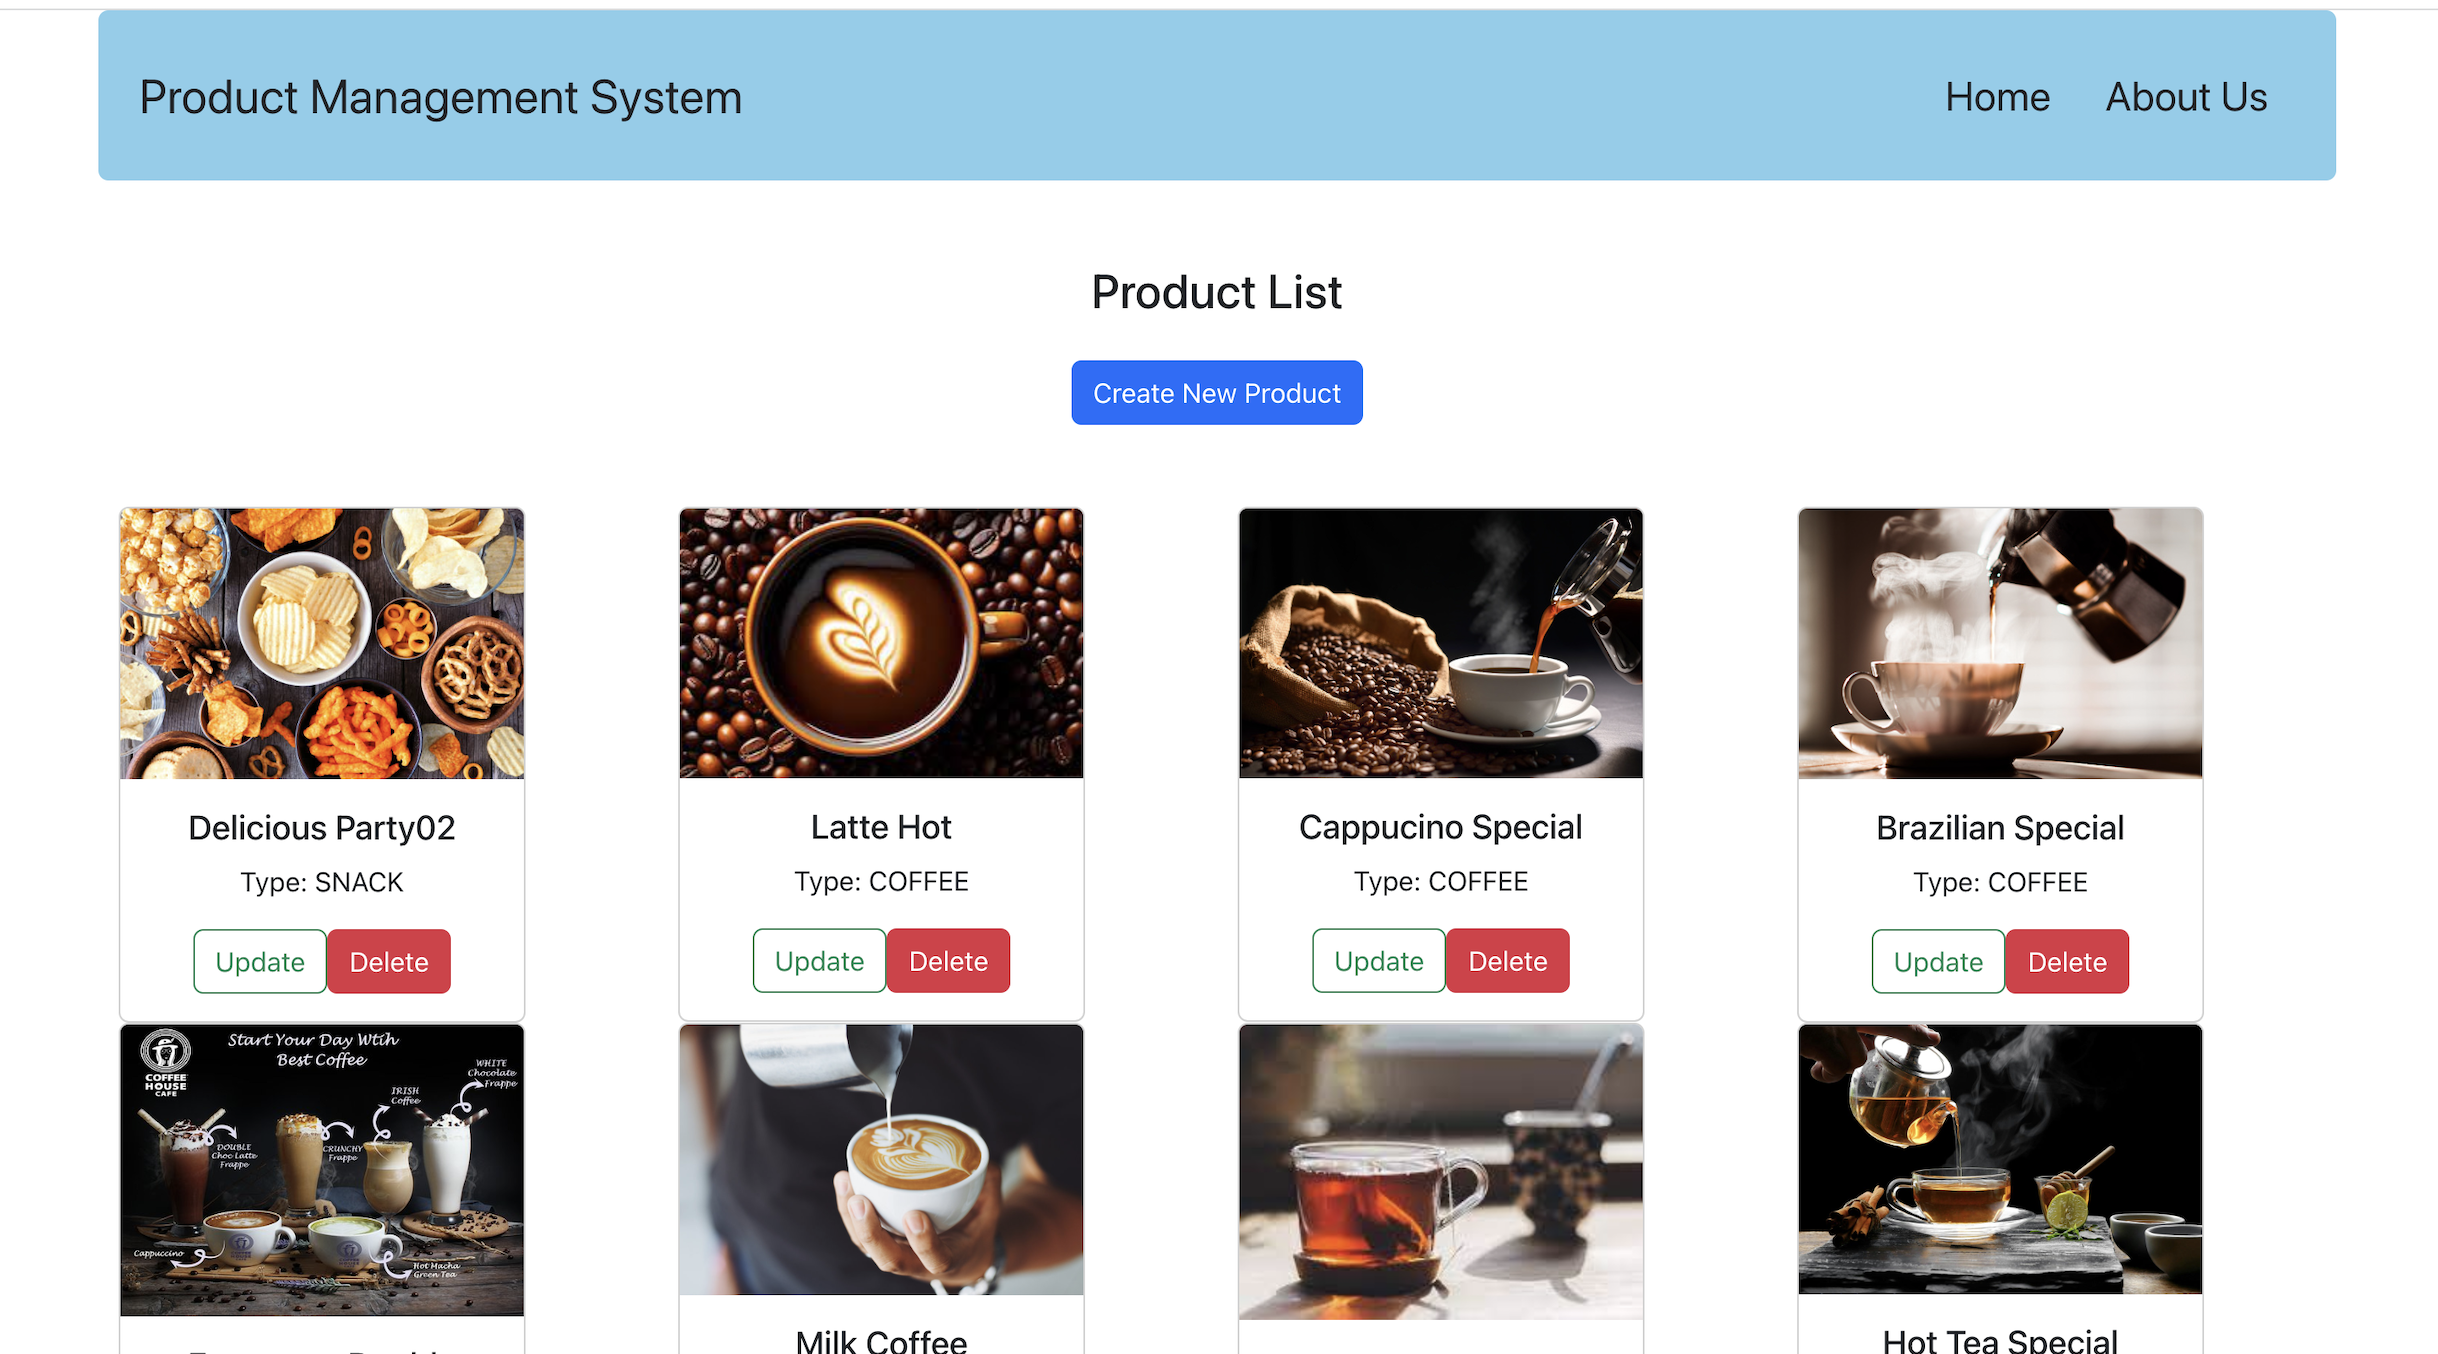 Product Management System
Home
About Us
Product List
Create New Product
Delicious Party02
Type: SNACK
Update
Delete
Latte Hot
Type: COFFEE
Update
Delete
Cappucino Special
Type: COFFEE
Update
Delete
Brazilian Special
Type: COFFEE
Update
Delete
COFFEE
HOUSE
CAFE
Start Your Day Wtih
Best Coffee
WHITE
Chocolate
Frappe
IRISH
Coffee
DOUBLE
Choc Latte
Frappe
CRUNCHY
Frappe
Cappuccino
Hot Macha
Green Tea
Milk Coffee
Hot Tea Special